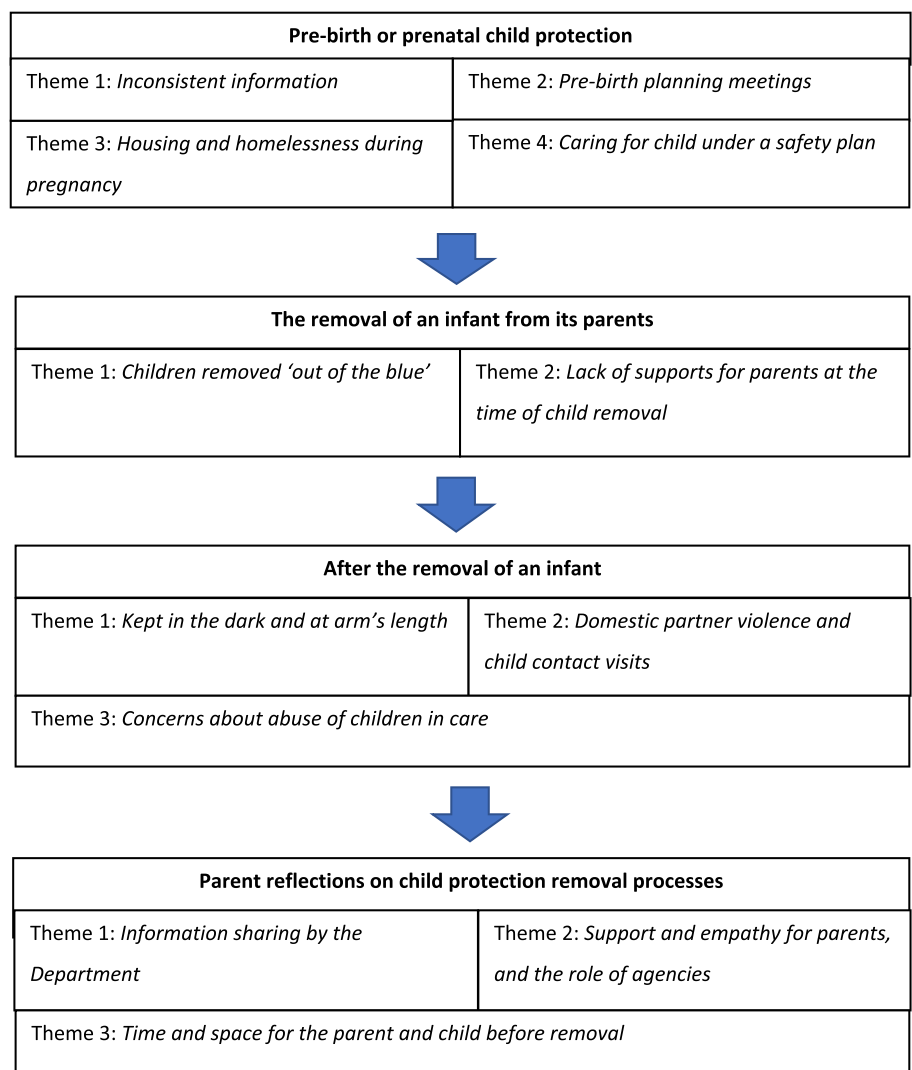 Pre-birth or prenatal child protection
Theme 1: Inconsistent information
Theme 2: Pre-birth planning meetings
Theme 3: Housing and homelessness during
pregnancy
Theme 4: Caring for child under a safety plan
The removal of an infant from its parents
Theme 1: Children removed ‘out of the blue’
Theme 2: Lack of supports for parents at the
time of child removal
After the removal of an infant
Theme 1: Kept in the dark and at arm’s length
Theme 2: Domestic partner violence and
child contact visits
Theme 3: Concerns about abuse of children in care
Parent reflections on child protection removal processes
Theme 1: Information sharing by the
Department
Theme 2: Support and empathy for parents,
and the role of agencies
Theme 3: Time and space for the parent and child before removal